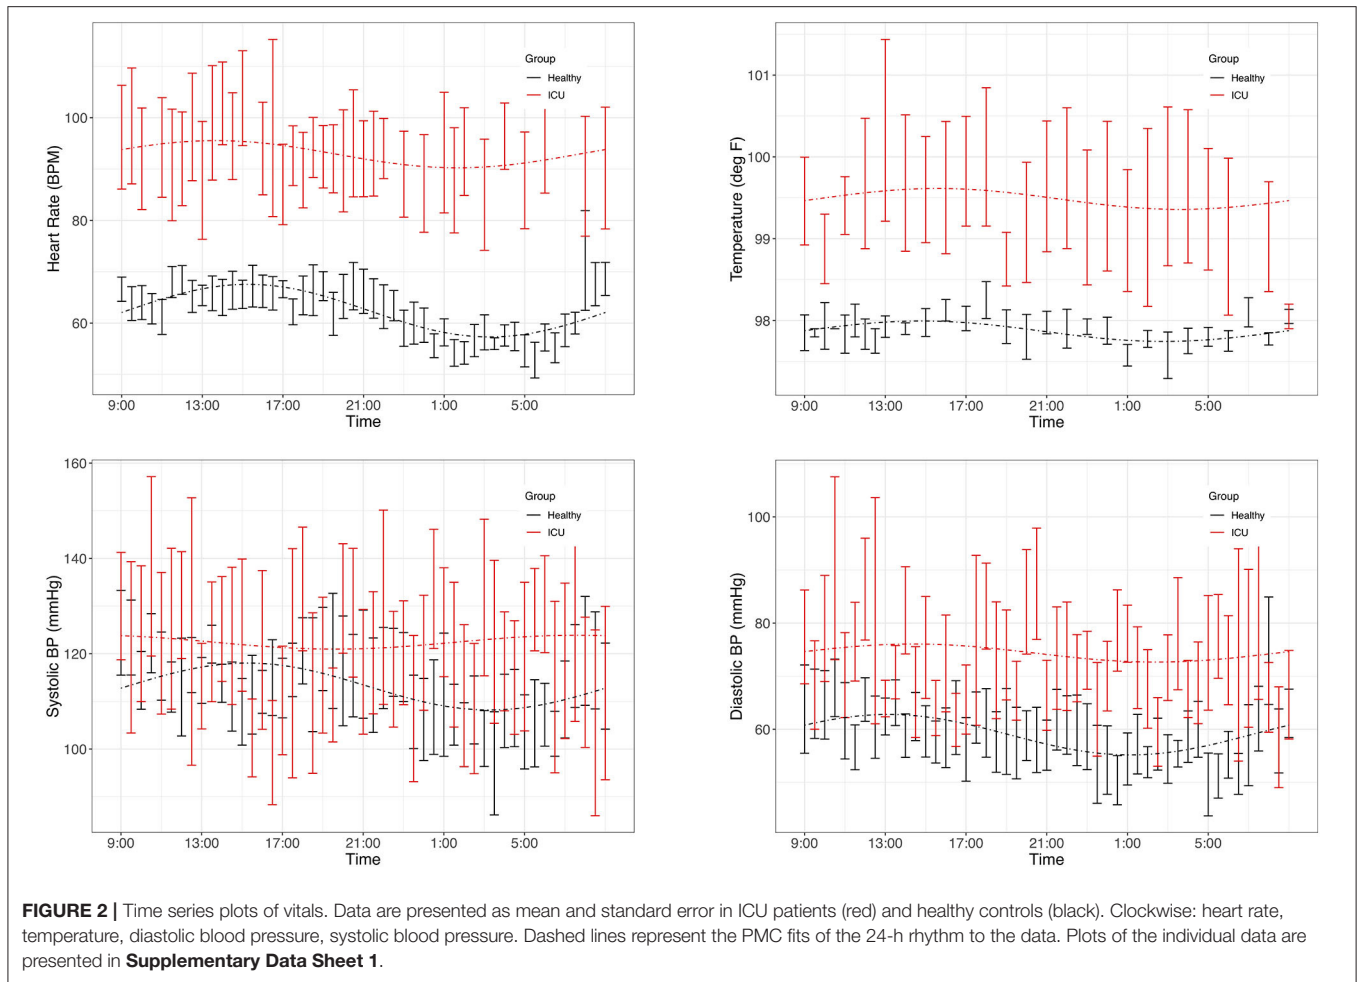 Heart Rate (BPM)
100
80
60
9:00 13:00 17:00 21:00 1:00 5:00
Time
Group
Healthy
ICU
Temperature (deg F)
101
100
99
98
9:00 13:00 17:00 21:00 1:00 5:00
Time
Group
Healthy
ICU
Systolic BP (mmHg)
160
140
120
100
9:00 13:00 17:00 21:00 1:00 5:00
Time
Group
Healthy
ICU
Diastolic BP (mmHg)
100
80
60
9:00 13:00 17:00 21:00 1:00 5:00
Time
Group
Healthy
ICU
FIGURE 2 | Time series plots of vitals. Data are presented as mean and standard error in ICU patients (red) and healthy controls (black). Clockwise: heart rate,
temperature, diastolic blood pressure, systolic blood pressure. Dashed lines represent the PMC fits of the 24-h rhythm to the data. Plots of the individual data are
presented in Supplementary Data Sheet 1.